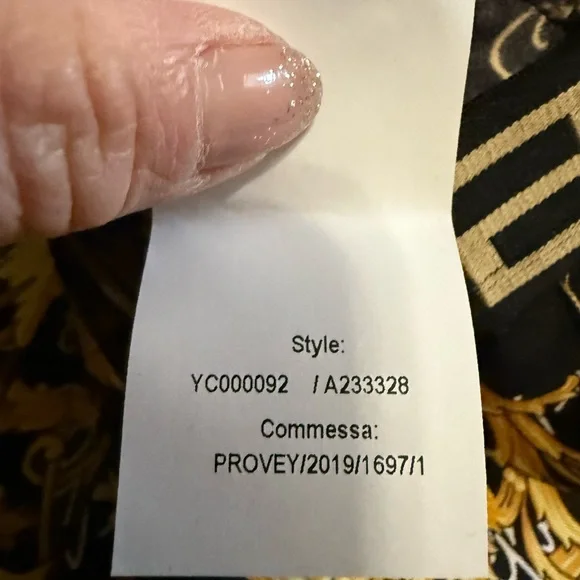 Style:
YC000092 / A233328
Commessa:
PROVEY/2019/1697/1